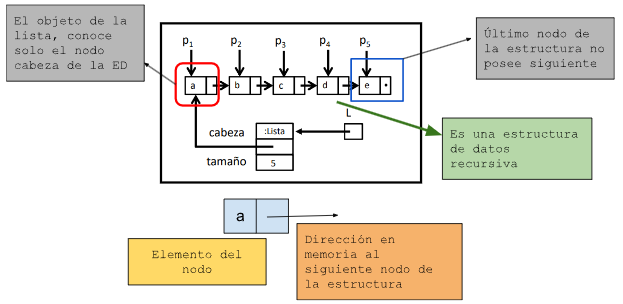 El objeto de la
lista, conoce
solo el nodo
cabeza de la ED
p1 p2 p3 p4 p5
a b c d e
Último nodo de
la estructura no
posee siguiente
L
cabeza :Lista
tamaño 5
Es una estructura
de datos
recursiva
a
Elemento del
nodo
Dirección en
memoria al
siguiente nodo de
la estructura